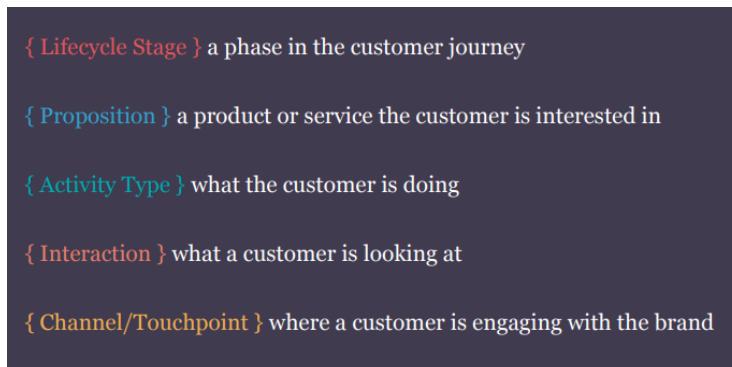 { Lifecycle Stage } a phase in the customer journey
{ Proposition } a product or service the customer is interested in
{ Activity Type } what the customer is doing
{ Interaction } what a customer is looking at
{ Channel/Touchpoint } where a customer is engaging with the brand